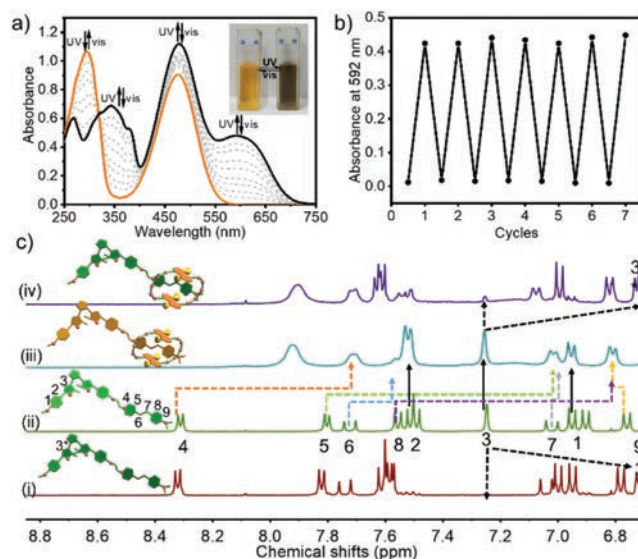 a)
UV vis
UV vis
UV vis
UV vis
UV
vis
Absorbance
1.2
1.0
0.8
0.6
0.4
0.2
0.0
250 350 450 550 650 750
Wavelength (nm)
b)
Absorbance at 592 nm
0.5
0.4
0.3
0.2
0.1
0.0
1 2 3 4 5 6 7
Cycles
c)
(iv)
3'
(iii)
(ii)
1 2 3 4 5 6 7 8 9
4 5 6 8 2 3 7 1 9
3'
(i)
8.8 8.6 8.4 8.2 8.0 7.8 7.6 7.4 7.2 7.0 6.8
Chemical shifts (ppm)